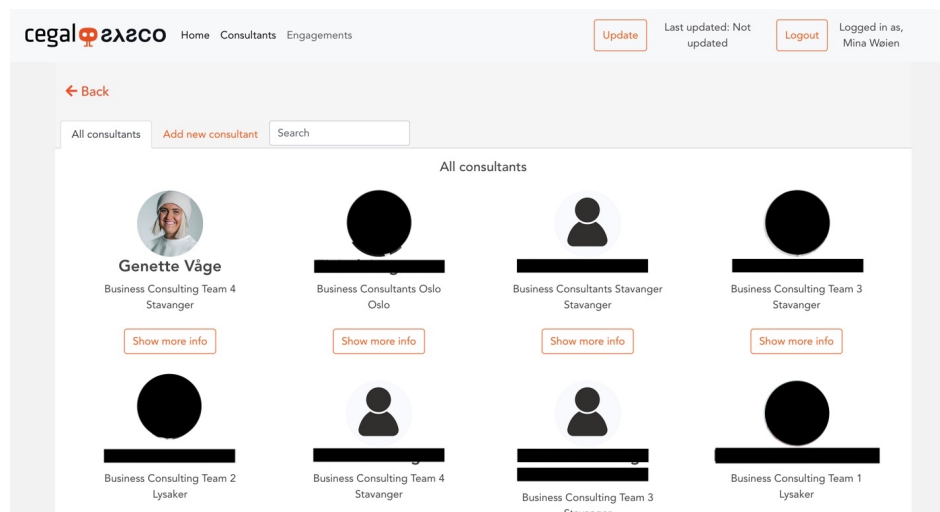 cegal sysco Home Consultants Engagements Update Last updated: Not updated Logout Logged in as, Mina Wøien
Back
All consultants Add new consultant Search
All consultants
Genette Våge
Business Consulting Team 4
Stavanger
Show more info
Business Consultants Oslo
Oslo
Show more info
Business Consultants Stavanger
Stavanger
Show more info
Business Consulting Team 3
Stavanger
Show more info
Business Consulting Team 2
Lysaker
Business Consulting Team 4
Stavanger
Business Consulting Team 3
Stavanger
Business Consulting Team 1
Lysaker